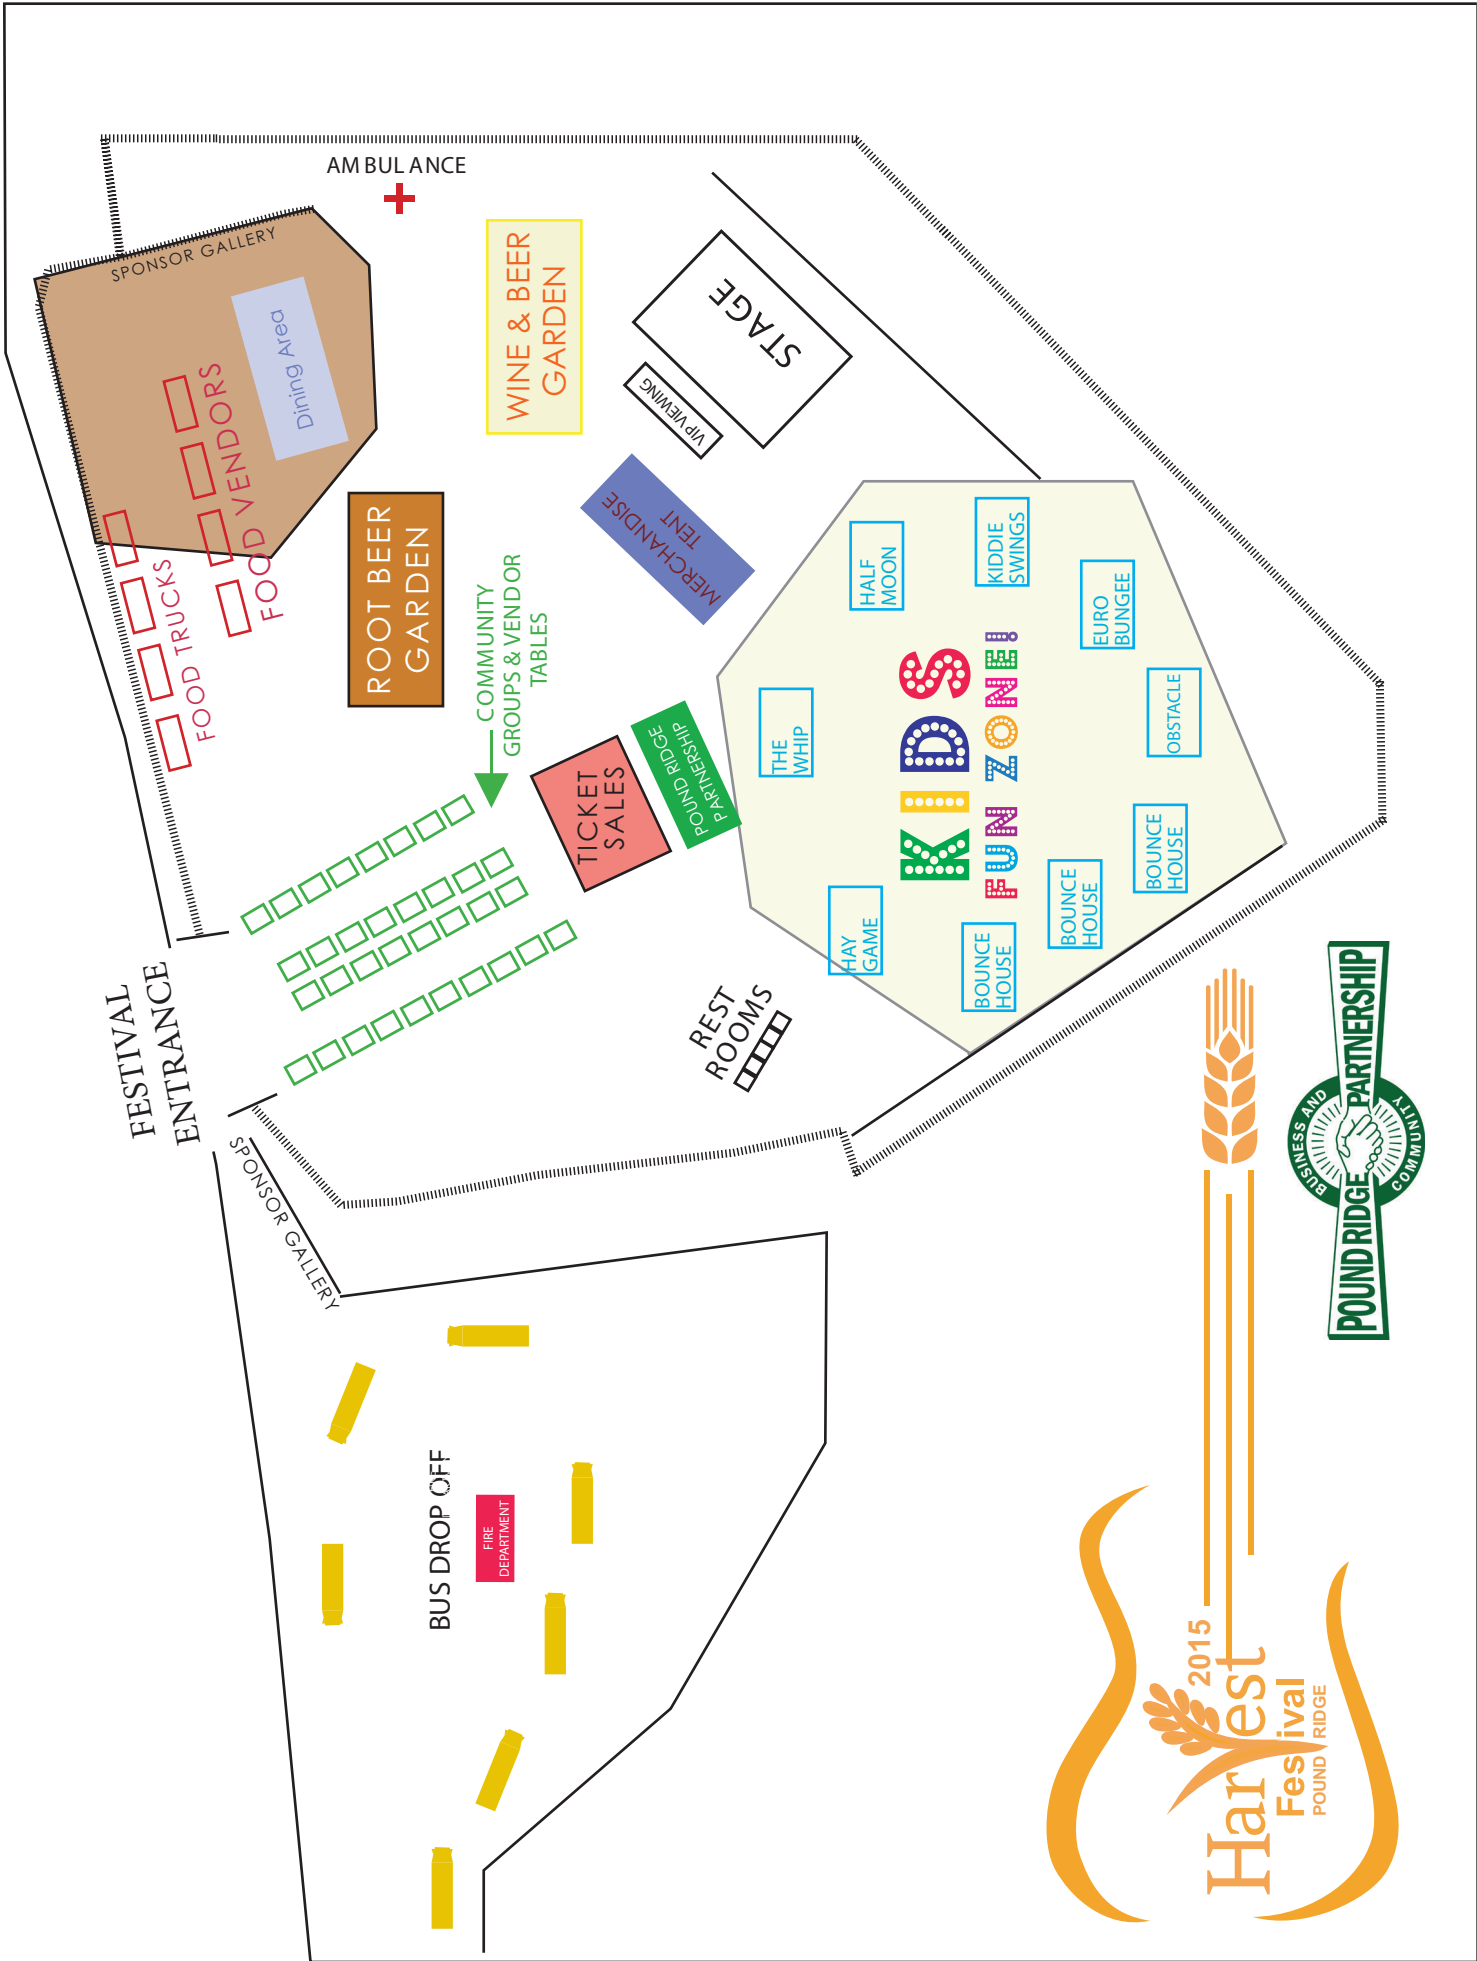 AMBULANCE
SPONSOR GALLERY
Dining Area
FOOD VENDORS
FOOD TRUCKS
WINE & BEER
GARDEN
STAGE
VIP VIEWING
MERCHANDISE
TENT
ROOT BEER
GARDEN
COMMUNITY
GROUPS & VENDOR
TABLES
TICKET
SALES
POUND RIDGE
PARTNERSHIP
KIDS
FUN ZONE!
HALF
MOON
KIDDIE
SWINGS
EURO
BUNGEE
OBSTACLE
THE
WHIP
BOUNCE
HOUSE
BOUNCE
HOUSE
BOUNCE
HOUSE
HAY
GAME
REST
ROOMS
FESTIVAL
ENTRANCE
SPONSOR GALLERY
BUS DROP OFF
FIRE
DEPARTMENT
POUND RIDGE PARTNERSHIP
BUSINESS AND
COMMUNITY
2015
Harvest
Festival
POUND RIDGE